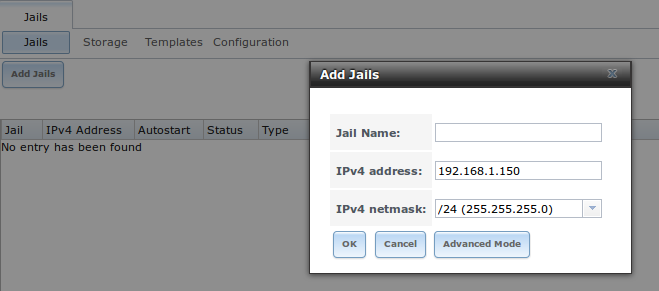 Jails
Jails Storage Templates Configuration
Add Jails
Jail IPv4 Address Autostart Status Type
No entry has been found
Add Jails
Jail Name:
IPv4 address: 192.168.1.150
IPv4 netmask: /24 (255.255.255.0)
OK Cancel Advanced Mode